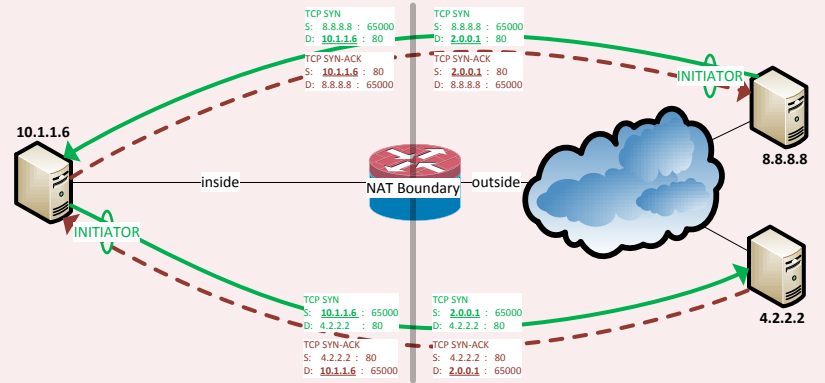 TCP SYN
S: 8.8.8.8 : 65000
D: 10.1.1.6 : 80
TCP SYN-ACK
S: 10.1.1.6 : 80
D: 8.8.8.8 : 65000
TCP SYN
S: 8.8.8.8 : 65000
D: 2.0.0.1 : 80
TCP SYN-ACK
S: 2.0.0.1 : 80
D: 8.8.8.8 : 65000
INITIATOR
10.1.1.6
8.8.8.8
inside
NAT Boundary
outside
INITIATOR
TCP SYN
S: 10.1.1.6 : 65000
D: 4.2.2.2 : 80
TCP SYN-ACK
S: 4.2.2.2 : 80
D: 10.1.1.6 : 65000
TCP SYN
S: 2.0.0.1 : 65000
D: 4.2.2.2 : 80
TCP SYN-ACK
S: 4.2.2.2 : 80
D: 2.0.0.1 : 65000
4.2.2.2